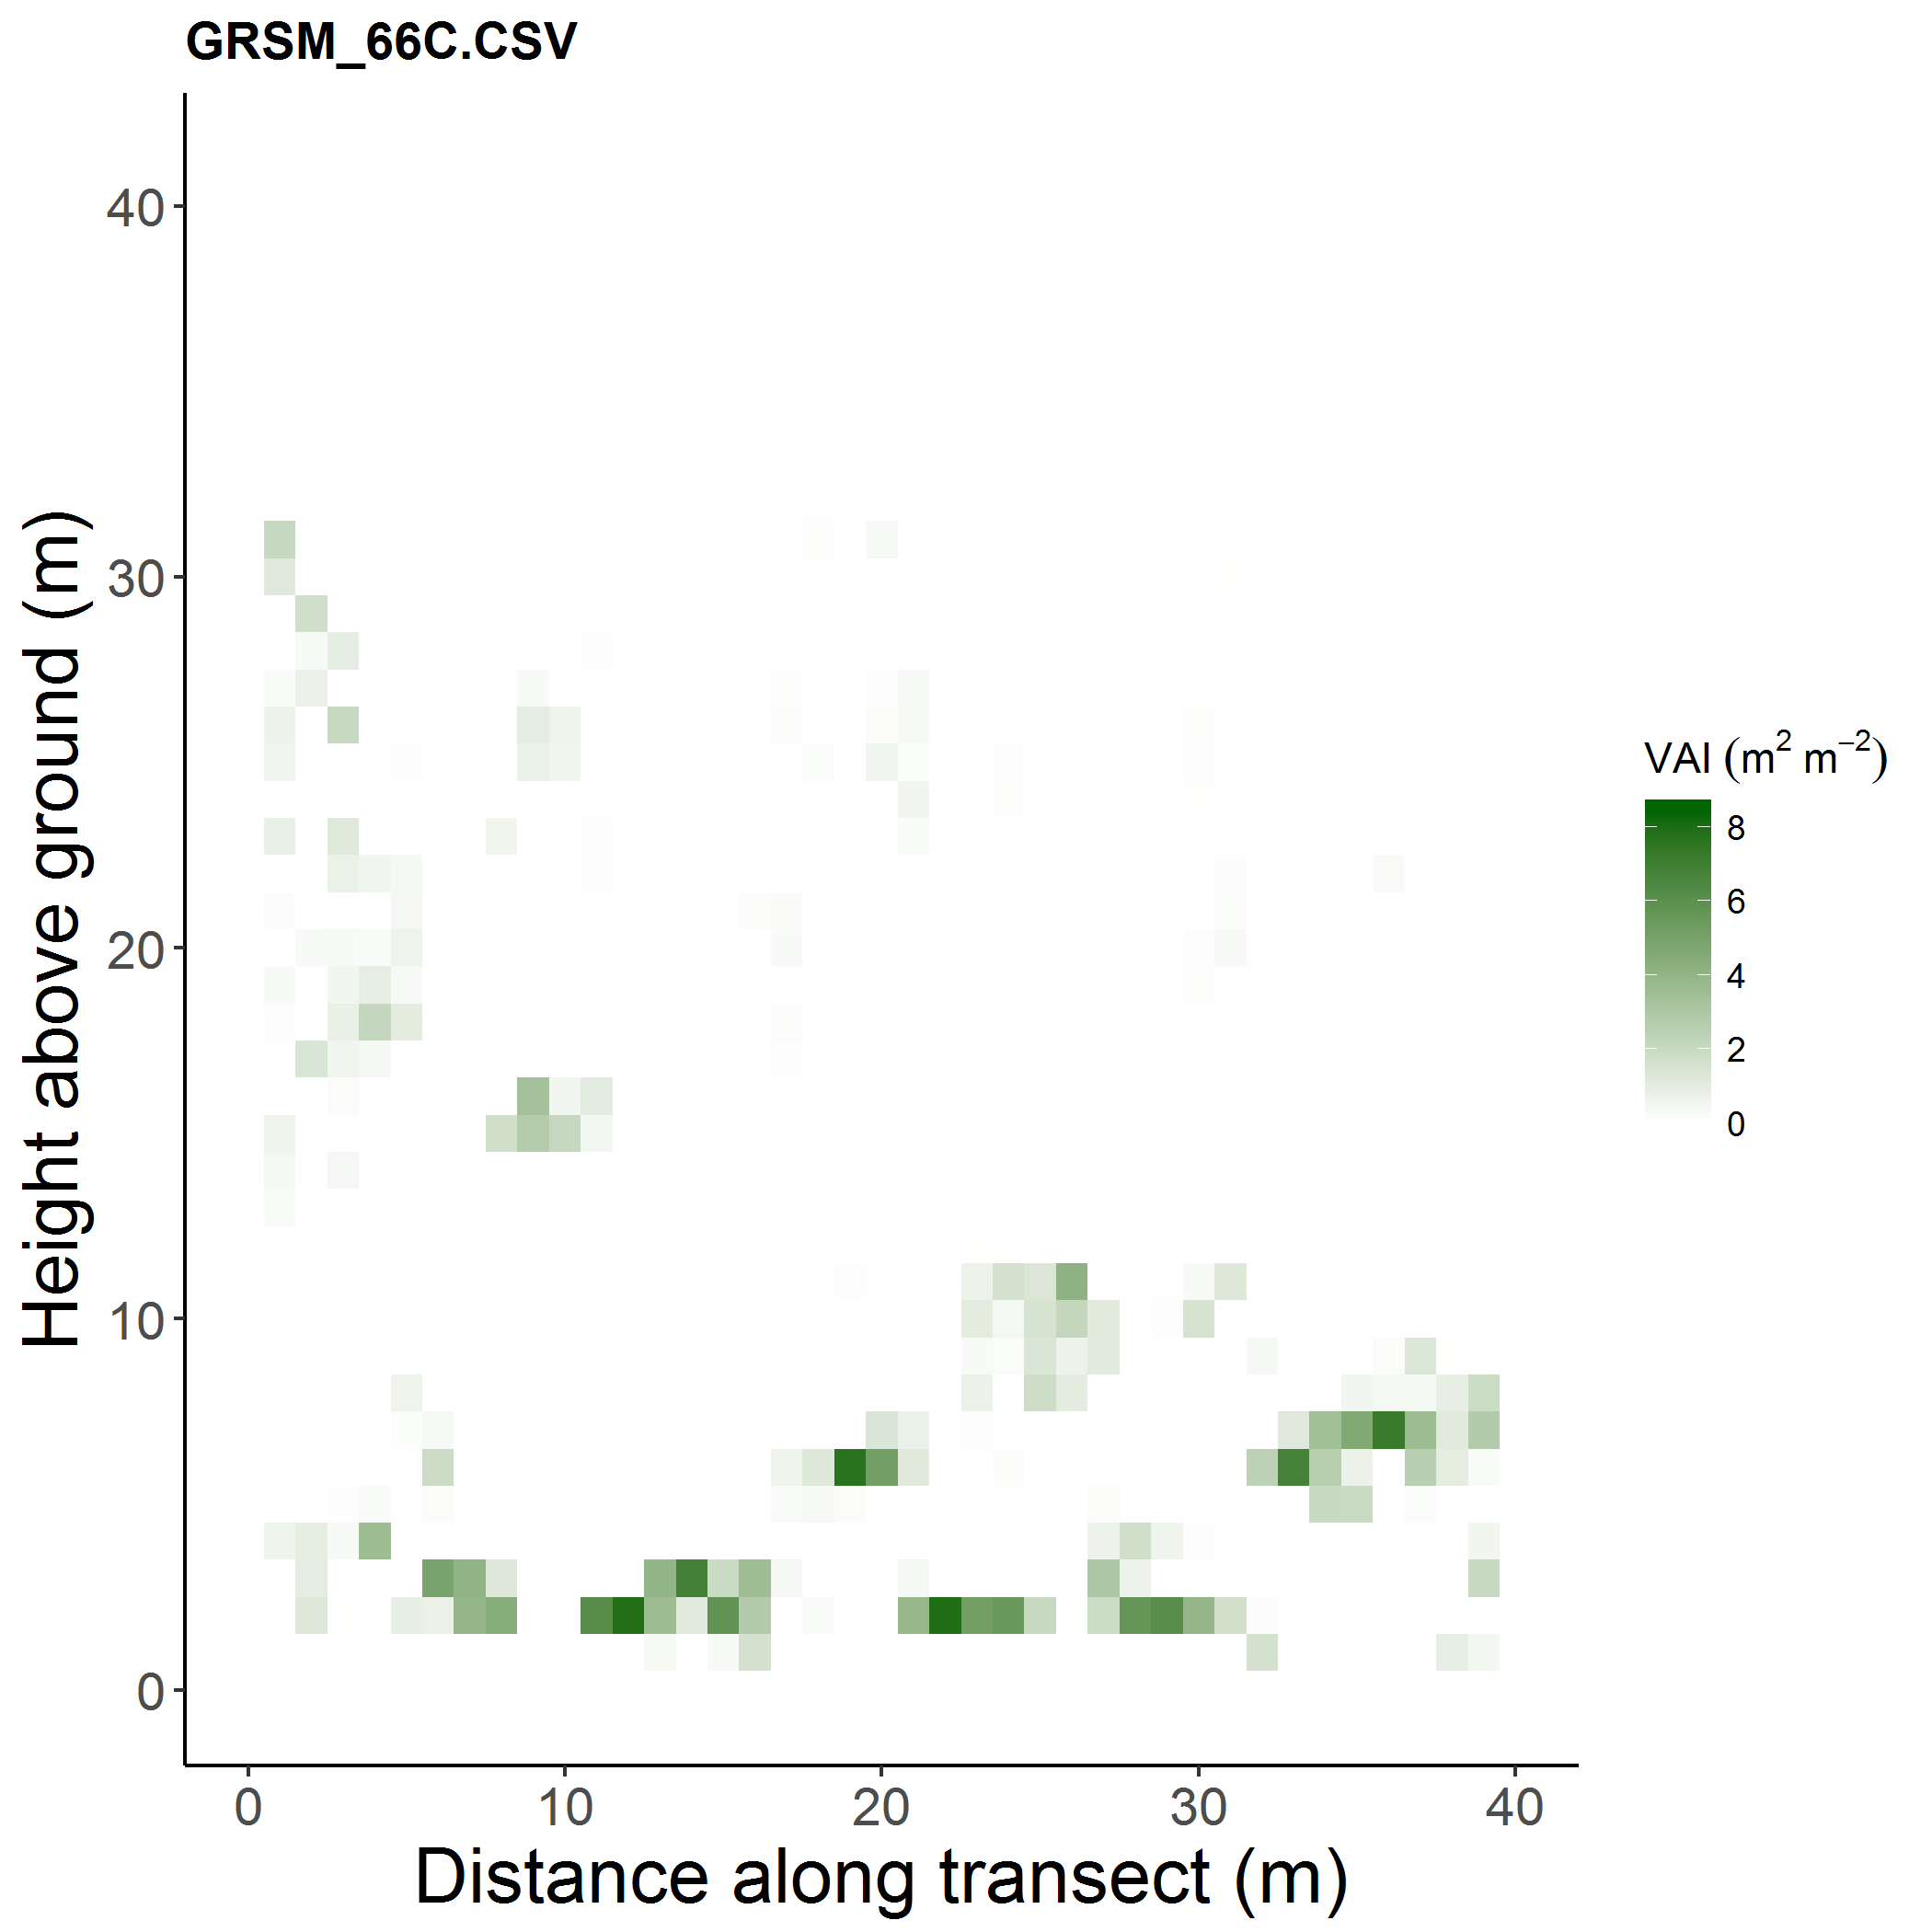 GRSM_66C.CSV
Height above ground (m)
40
30
20
10
0
0 10 20 30 40
Distance along transect (m)
VAI (m² m⁻²)
8
6
4
2
0